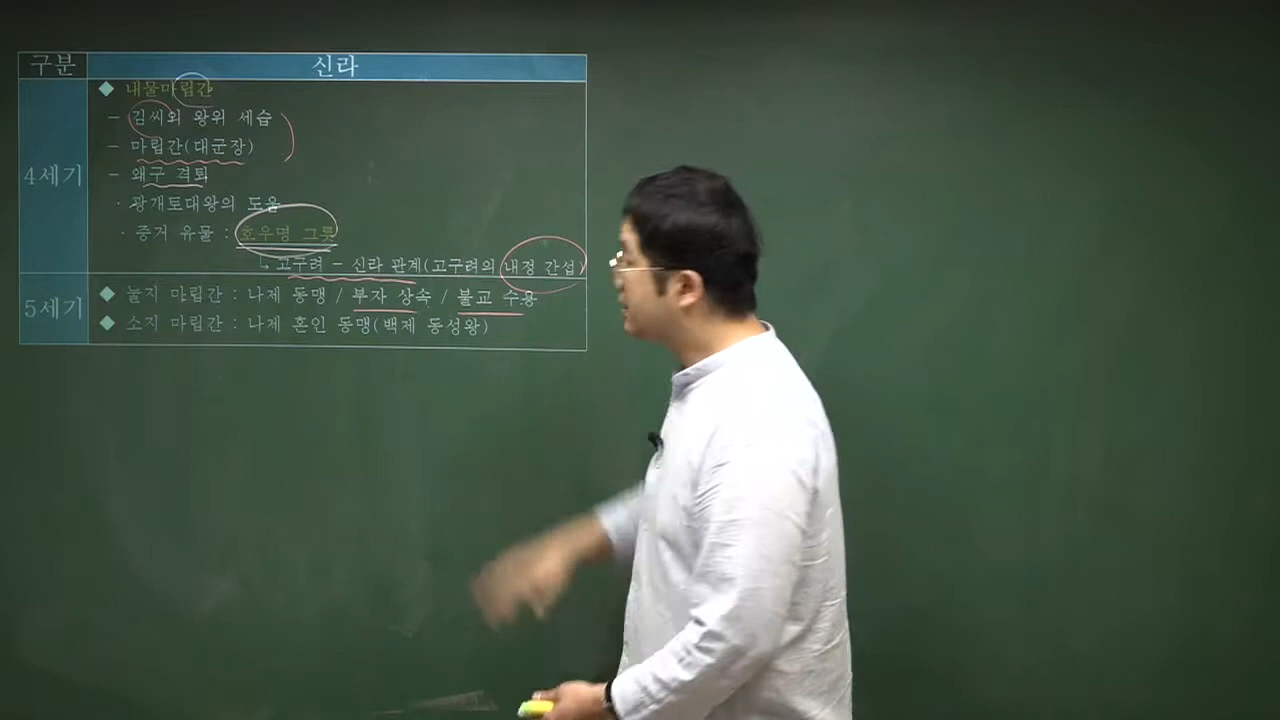 구분 신라
4세기
◆ 내물마립간
- 김씨의 왕위 세습
- 마립간(대군장)
- 왜구 격퇴
· 광개토대왕의 도움
· 증거 유물 : 호우명 그릇
↳ 고구려 - 신라 관계(고구려의 내정 간섭)
5세기
◆ 눌지 마립간 : 나제 동맹 / 부자 상속 / 불교 수용
◆ 소지 마립간 : 나제 혼인 동맹(백제 동성왕)